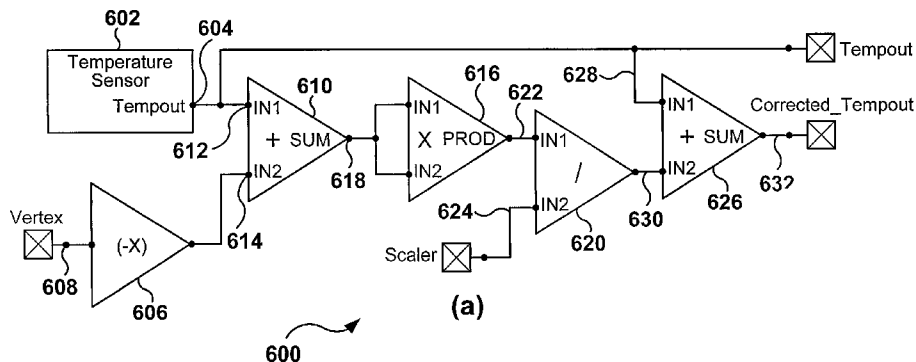 602
604
Temperature
Sensor
Tempout
Tempout
610
IN1
+ SUM
IN2
612
614
616
IN1
X PROD
IN2
618
622
628
IN1
/
IN2
620
624
Scaler
IN1
+ SUM
IN2
626
630
632
Corrected_Tempout
Vertex
(-X)
608
606
(a)
600